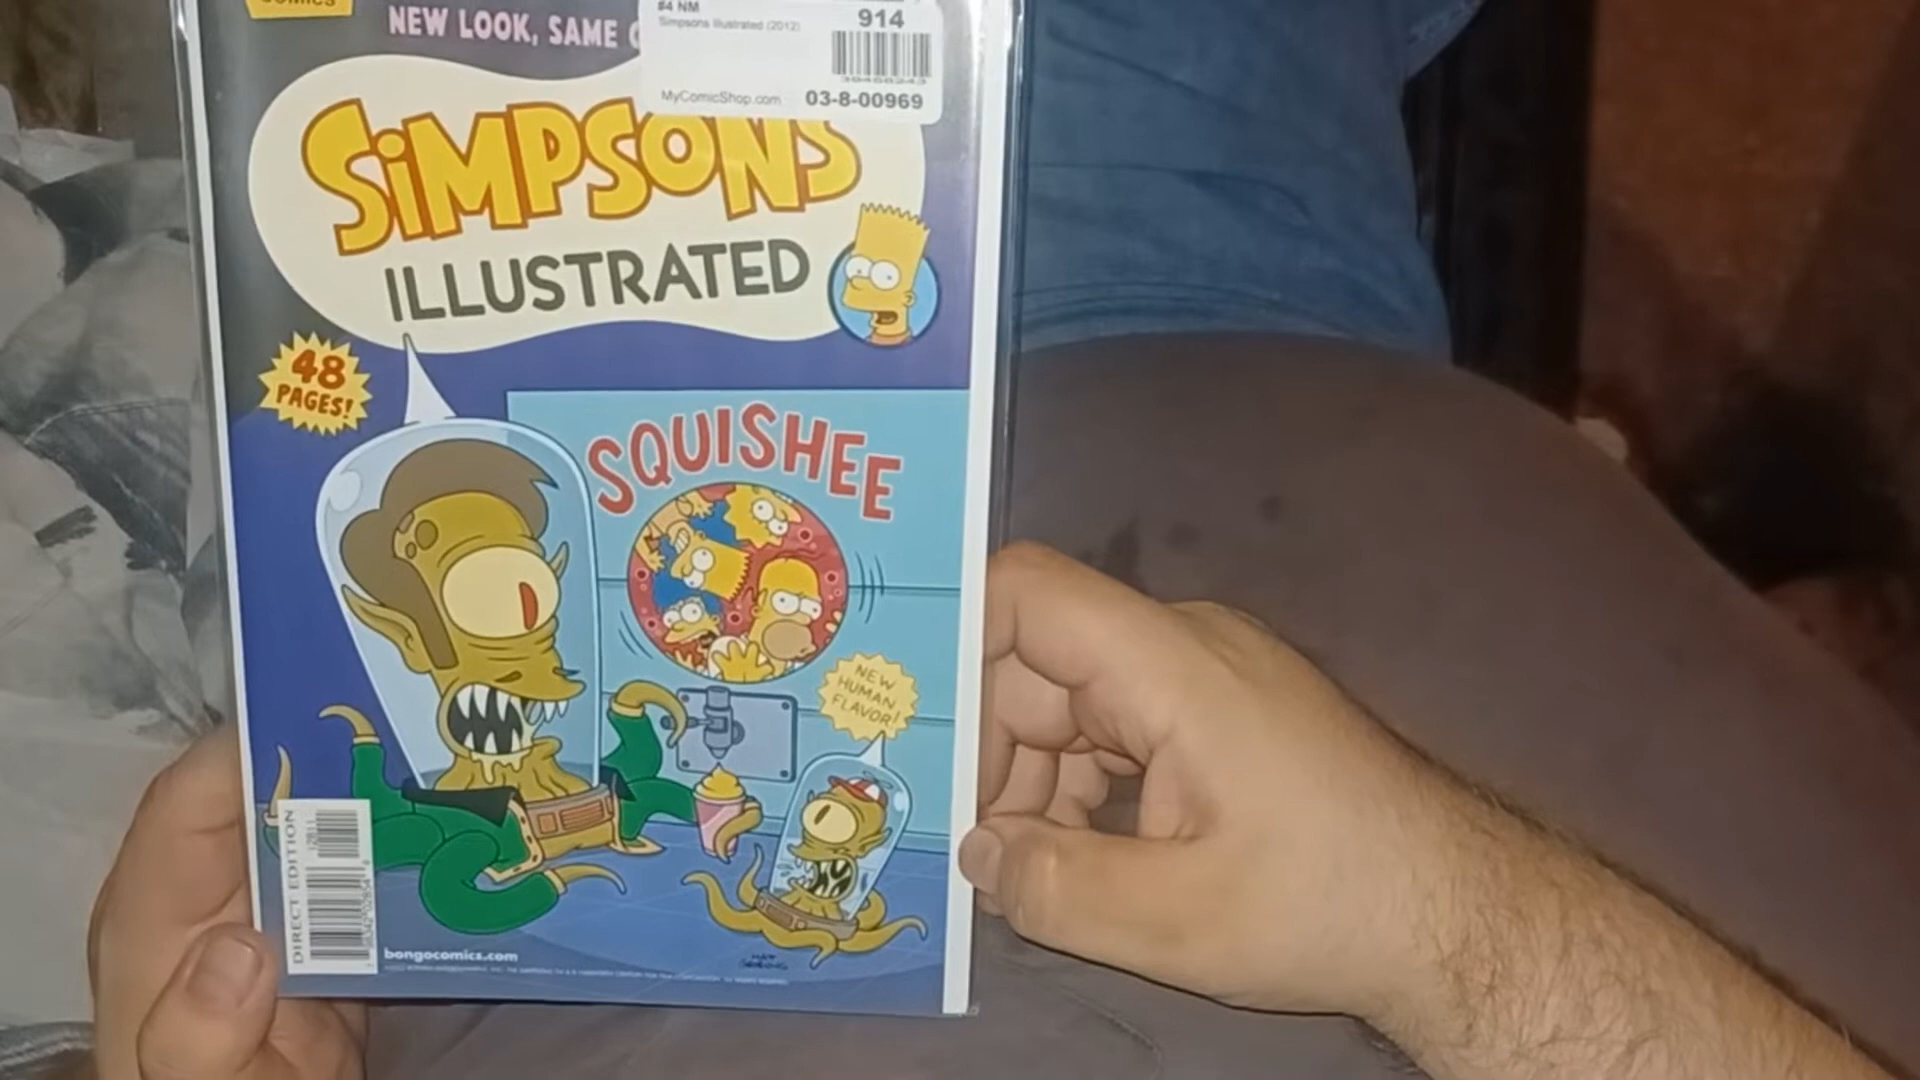 COMICS
NEW LOOK, SAME
#4 NM
Simpsons Illustrated (2012)
914
MyComicShop.com
03-8-00969
SIMPSONS
ILLUSTRATED
48
PAGES!
SQUISHEE
NEW
HUMAN
FLAVOR!
DIRECT EDITION
bongocomics.com